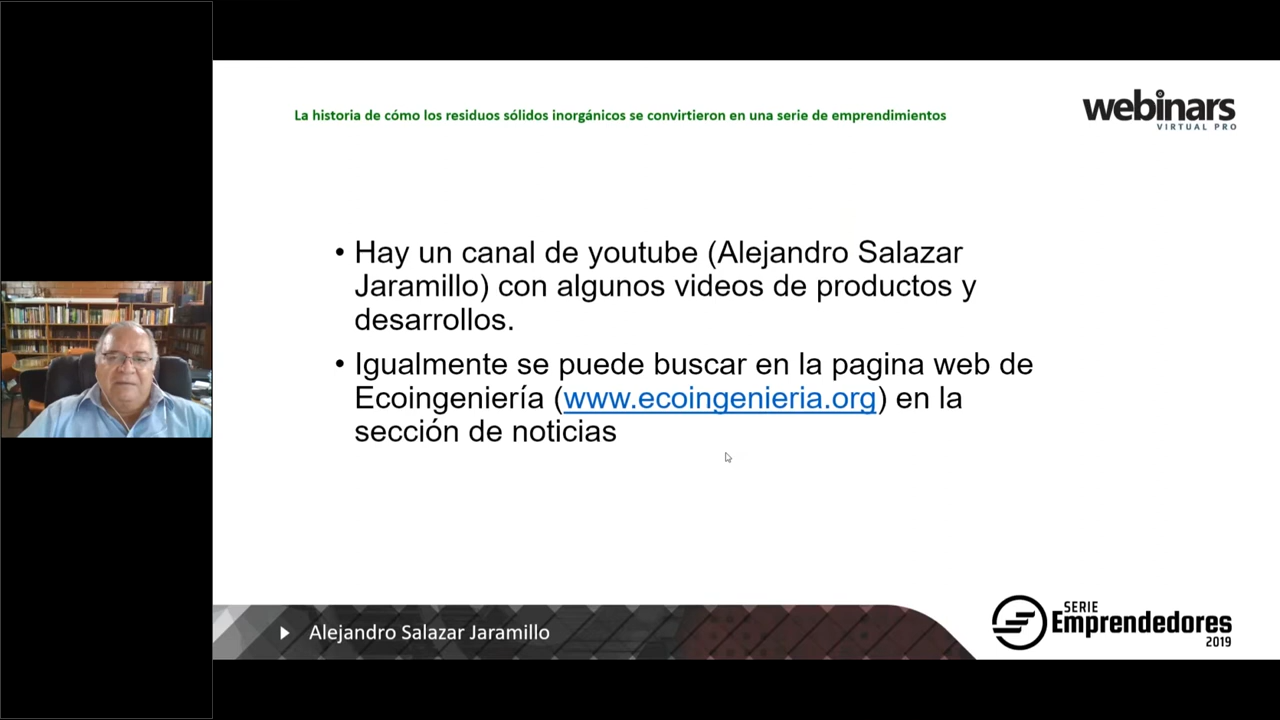 La historia de cómo los residuos sólidos inorgánicos se convirtieron en una serie de emprendimientos
webinars
VIRTUAL PRO
• Hay un canal de youtube (Alejandro Salazar
Jaramillo) con algunos videos de productos y
desarrollos.
• Igualmente se puede buscar en la pagina web de
Ecoingeniería (www.ecoingenieria.org) en la
sección de noticias
Alejandro Salazar Jaramillo
SERIE
Emprendedores
2019